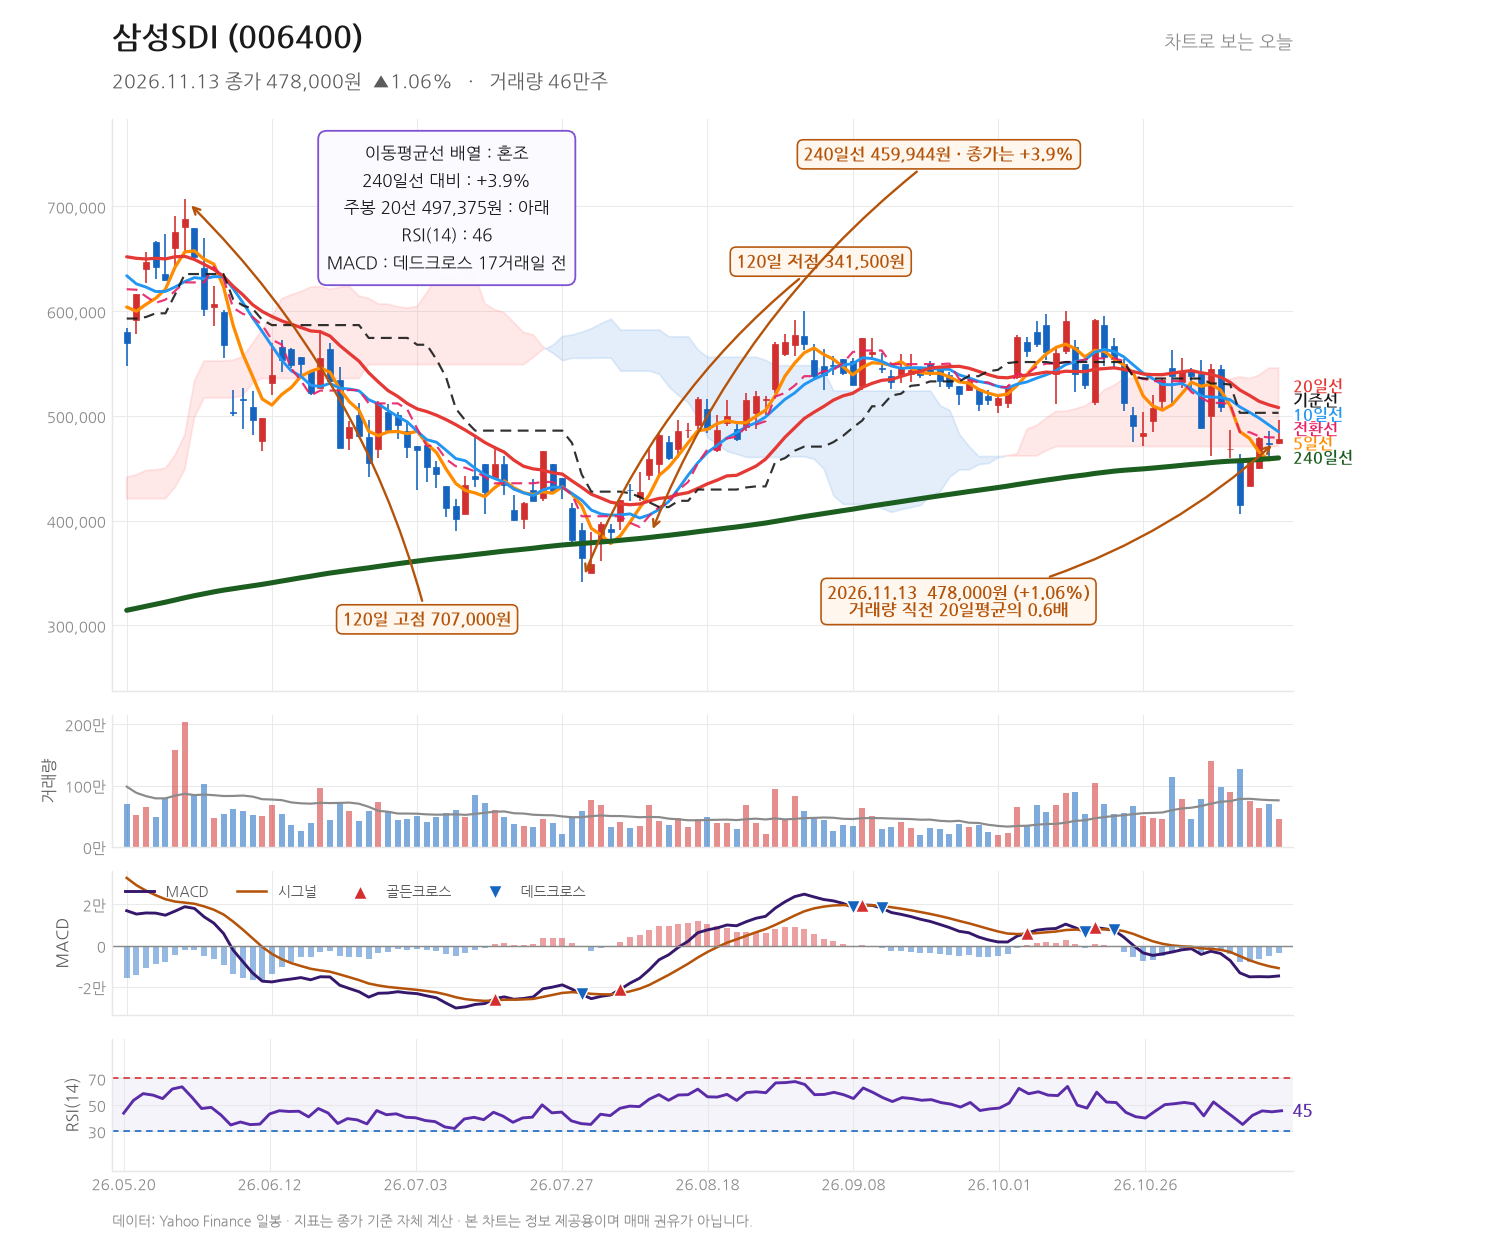 삼성SDI (006400)
차트로 보는 오늘
2026.11.13 종가 478,000원 ▲1.06% · 거래량 46만주
이동평균선 배열 : 혼조
240일선 대비 : +3.9%
주봉 20선 497,375원 : 아래
RSI(14) : 46
MACD : 데드크로스 17거래일 전
240일선 459,944원 · 종가는 +3.9%
120일 저점 341,500원
120일 고점 707,000원
2026.11.13 478,000원 (+1.06%)
거래량 직전 20일평균의 0.6배
700,000
600,000
500,000
400,000
300,000
20일선
기준선
10일선
전환선
5일선
240일선
거래량
200만
100만
0만
MACD
MACD
시그널
골든크로스
데드크로스
2만
0
-2만
RSI(14)
70
50
30
45
26.05.20
26.06.12
26.07.03
26.07.27
26.08.18
26.09.08
26.10.01
26.10.26
데이터: Yahoo Finance 일봉 · 지표는 종가 기준 자체 계산 · 본 차트는 정보 제공용이며 매매 권유가 아닙니다.